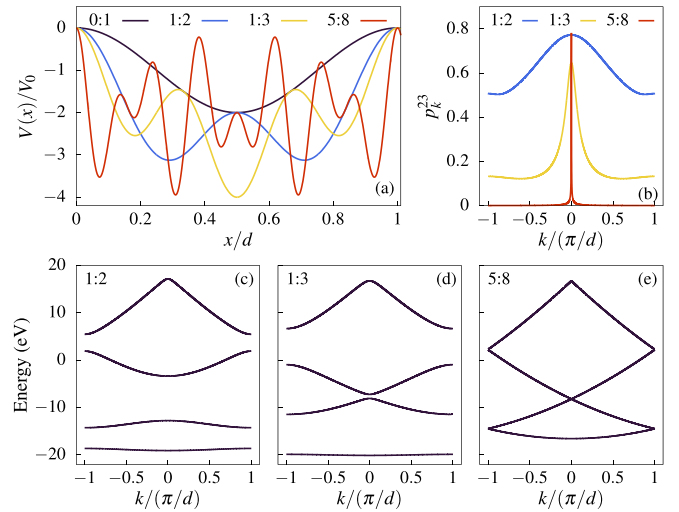 0:1 1:2 1:3 5:8
V(x)/V₀
0
−1
−2
−3
−4
(a)
0 0.2 0.4 0.6 0.8 1
x/d
1:2 1:3 5:8
p_k^{23}
0.8
0.4
0.2
0
(b)
−1 −0.5 0 0.5 1
k/(π/d)
Energy (eV)
20
10
0
−10
−20
1:2 (c)
−1 −0.5 0 0.5 1
k/(π/d)
1:3 (d)
−1 −0.5 0 0.5 1
k/(π/d)
5:8 (e)
−1 −0.5 0 0.5 1
k/(π/d)